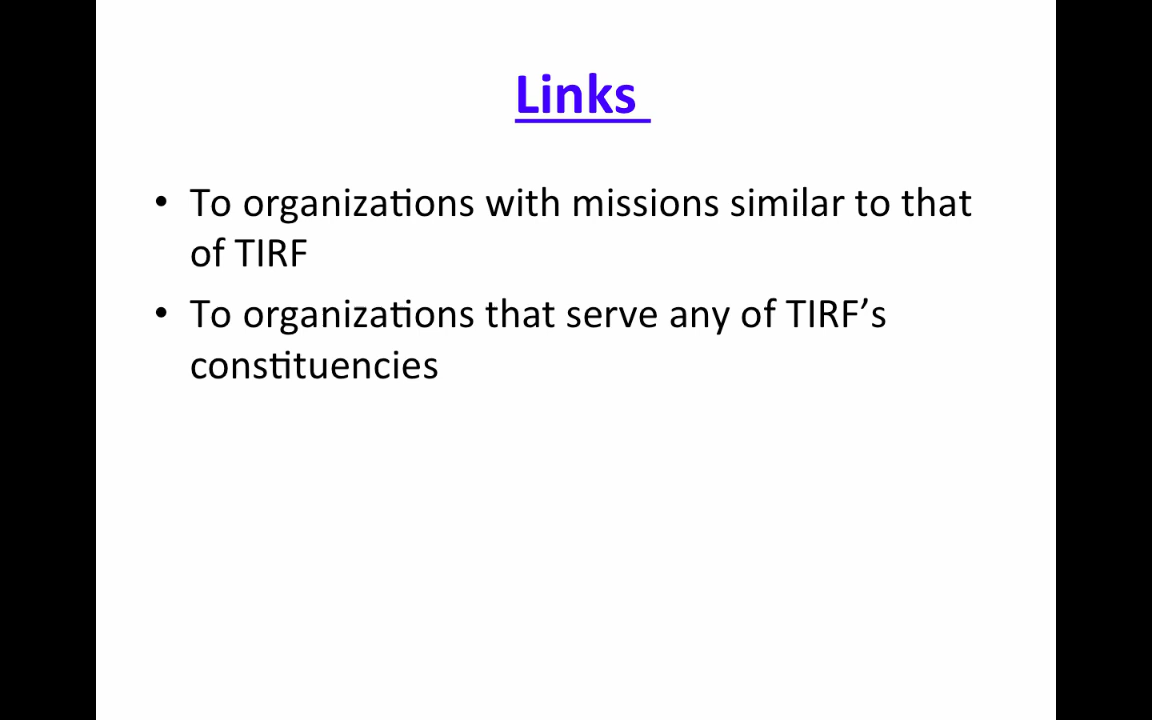 Links
• To organizations with missions similar to that
of TIRF
• To organizations that serve any of TIRF’s
constituencies